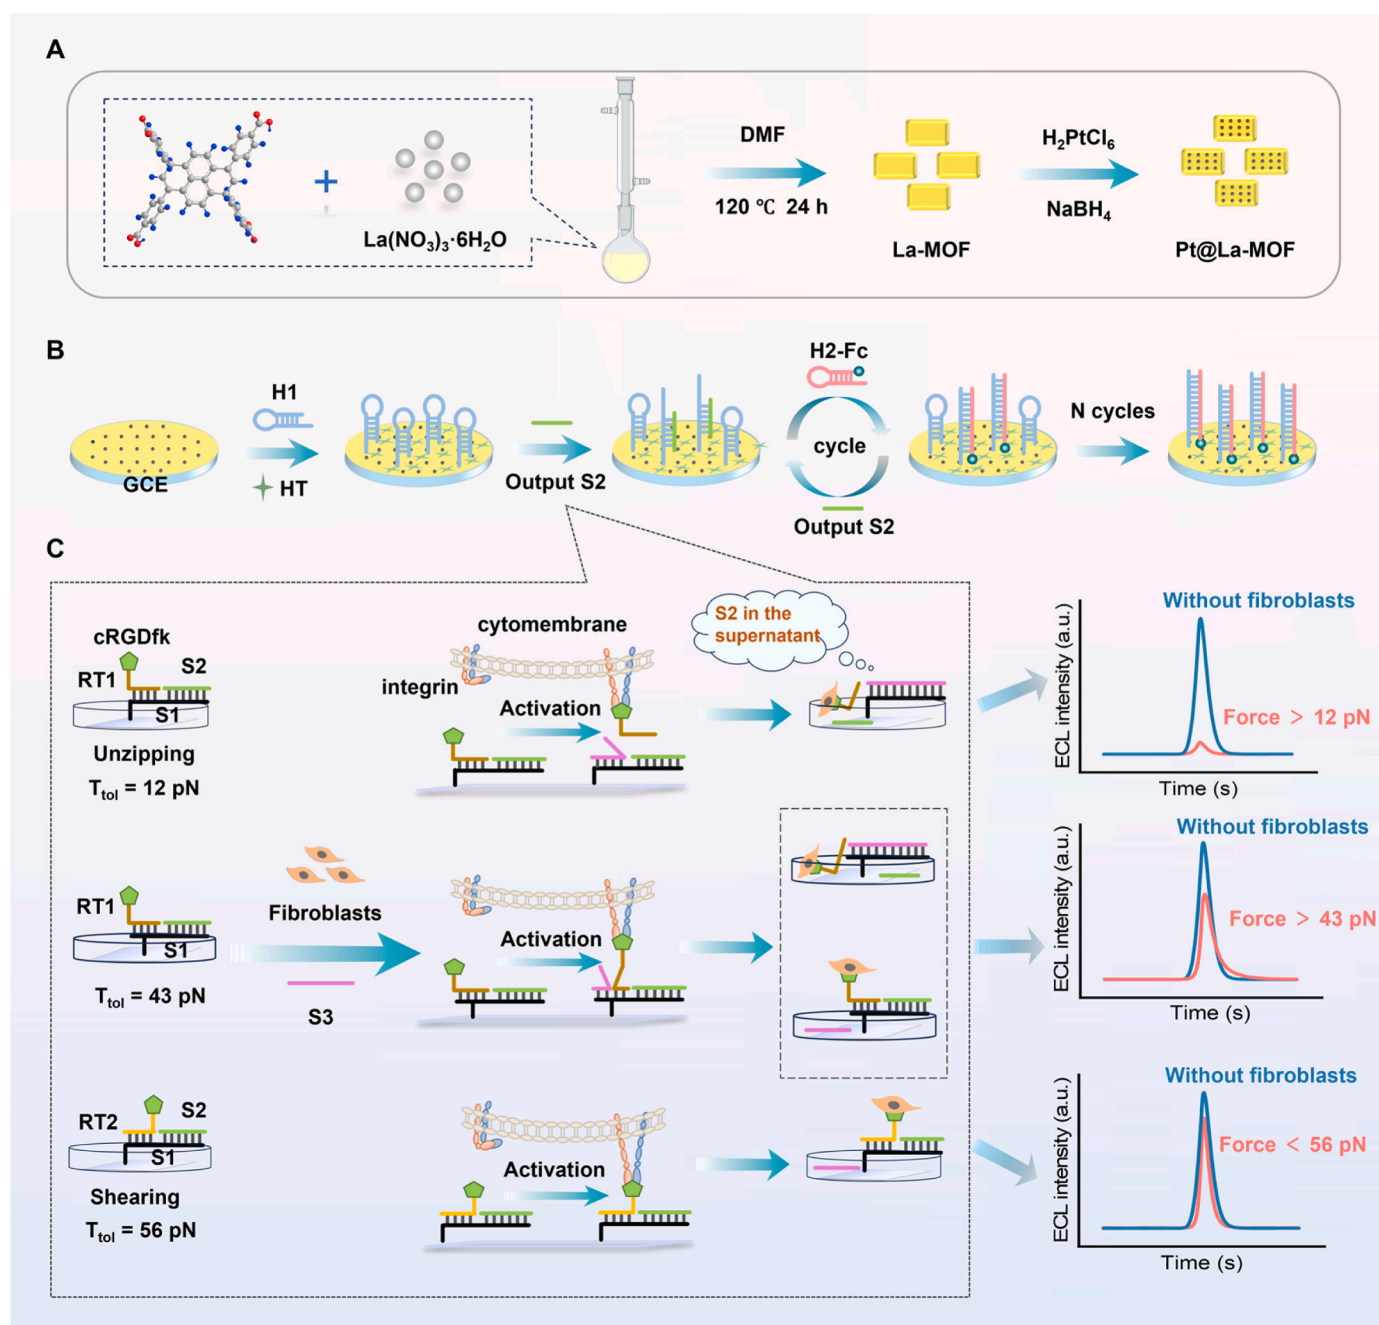 A
La(NO3)3·6H2O
DMF
120 ℃ 24 h
La-MOF
H2PtCl6
NaBH4
Pt@La-MOF
B
GCE
H1
HT
Output S2
H2-Fc
cycle
Output S2
N cycles
C
cRGDfk
RT1
S2
S1
Unzipping
Ttol = 12 pN
cytomembrane
integrin
Activation
S2 in the
supernatant
ECL intensity (a.u.)
Without fibroblasts
Force > 12 pN
Time (s)
RT1
S1
Ttol = 43 pN
Fibroblasts
S3
Activation
ECL intensity (a.u.)
Without fibroblasts
Force > 43 pN
Time (s)
RT2
S2
S1
Shearing
Ttol = 56 pN
Activation
ECL intensity (a.u.)
Without fibroblasts
Force < 56 pN
Time (s)